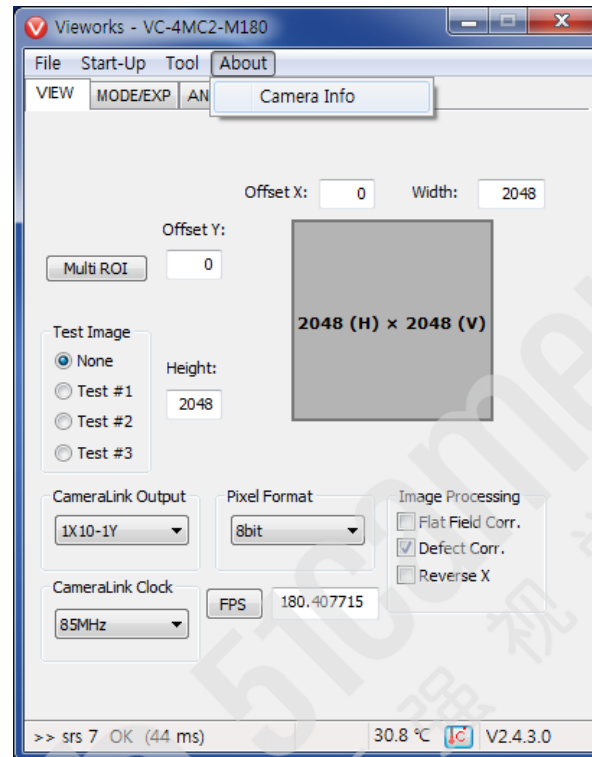 Vieworks - VC-4MC2-M180
File Start-Up Tool About
VIEW MODE/EXP AN
Camera Info
Offset X: 0 Width: 2048
Offset Y:
Multi ROI 0
2048 (H) × 2048 (V)
Test Image
None
Height:
Test #1
2048
Test #2
Test #3
CameraLink Output Pixel Format Image Processing
1X10-1Y 8bit Flat Field Corr.
Defect Corr.
Reverse X
CameraLink Clock
FPS 180.407715
85MHz
>> srs 7 OK (44 ms) 30.8 ℃ V2.4.3.0